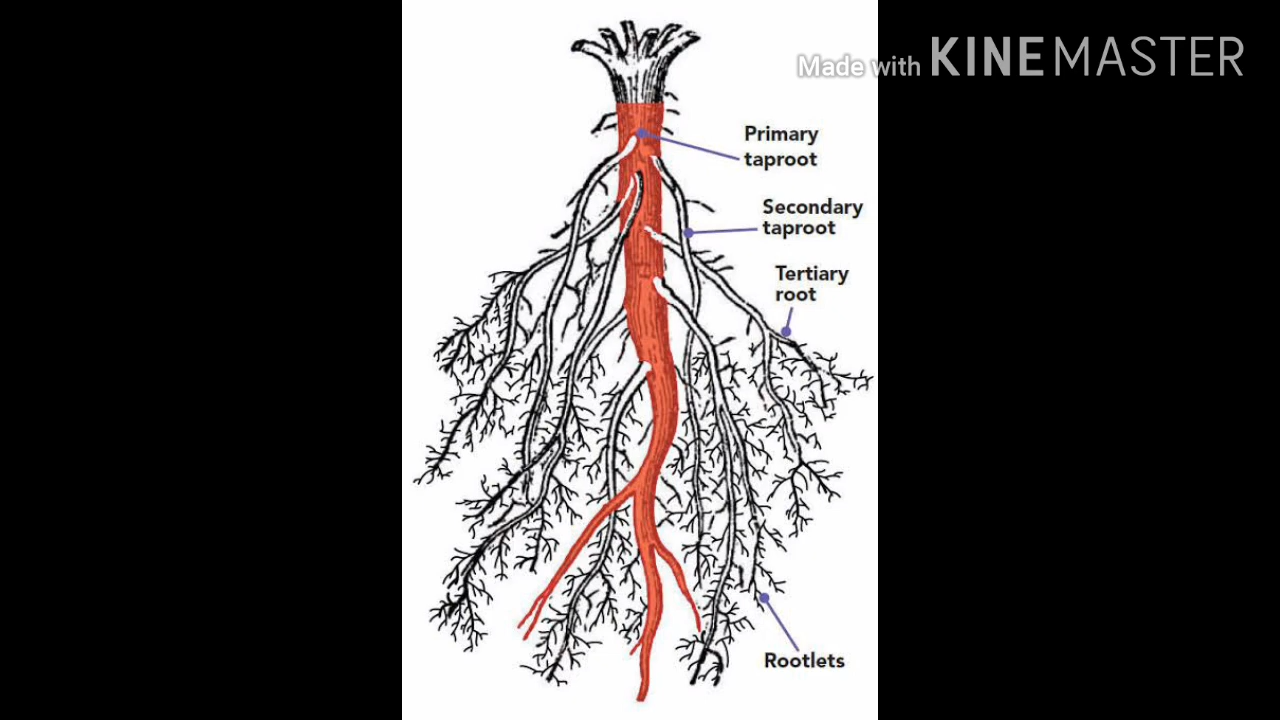 Made with KINEMASTER
Primary
taproot
Secondary
taproot
Tertiary
root
Rootlets